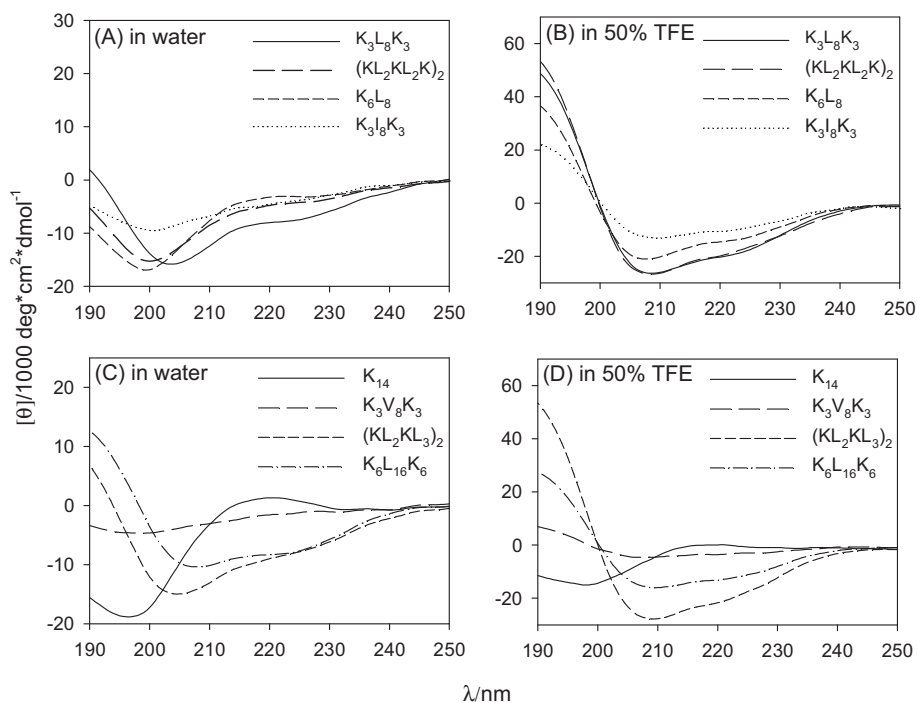 (A) in water
K₃L₈K₃
(KL₂KL₂K)₂
K₆L₈
K₃I₈K₃
30
20
10
0
-10
-20
190 200 210 220 230 240 250
(B) in 50% TFE
K₃L₈K₃
(KL₂KL₂K)₂
K₆L₈
K₃I₈K₃
60
40
20
0
-20
190 200 210 220 230 240 250
[θ]/1000 deg*cm²*dmol⁻¹
(C) in water
K₁₄
K₃V₈K₃
(KL₂KL₃)₂
K₆L₁₆K₆
20
10
0
-10
-20
190 200 210 220 230 240 250
(D) in 50% TFE
K₁₄
K₃V₈K₃
(KL₂KL₃)₂
K₆L₁₆K₆
60
40
20
0
-20
190 200 210 220 230 240 250
λ/nm